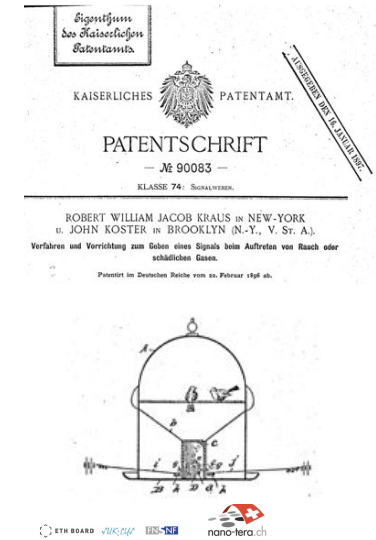 Eigenthum
des Kaiserlichen
Patentamts.
KAISERLICHES PATENTAMT.
AUSGEGEBEN DEN 16. JANUAR 1897.
PATENTSCHRIFT
— № 90083 —
KLASSE 74: SIGNALWESEN.
ROBERT WILLIAM JACOB KRAUS IN NEW-YORK
U. JOHN KOSTER IN BROOKLYN (N.-Y., V. ST. A.).
Verfahren und Vorrichtung zum Geben eines Signals beim Auftreten von Rauch oder
schädlichen Gasen.
Patentirt im Deutschen Reiche vom 20. Februar 1896 ab.
A
b
c
i
ETH BOARD
FNSNF
nano-tera.ch